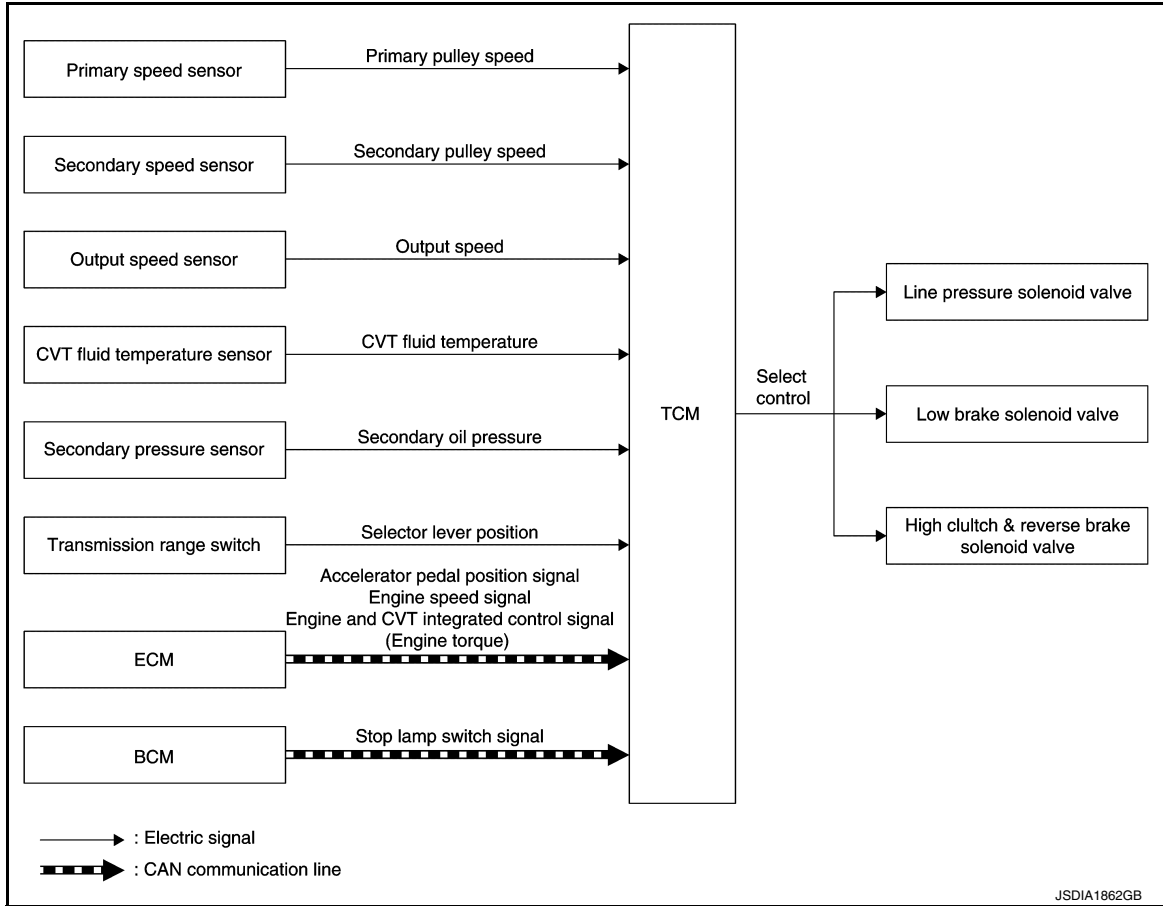 Primary speed sensor
Primary pulley speed
Secondary speed sensor
Secondary pulley speed
Output speed sensor
Output speed
CVT fluid temperature sensor
CVT fluid temperature
Secondary pressure sensor
Secondary oil pressure
Transmission range switch
Selector lever position
ECM
Accelerator pedal position signal
Engine speed signal
Engine and CVT integrated control signal
(Engine torque)
BCM
Stop lamp switch signal
TCM
Select
control
Line pressure solenoid valve
Low brake solenoid valve
High clultch & reverse brake
solenoid valve
: Electric signal
: CAN communication line
JSDIA1862GB